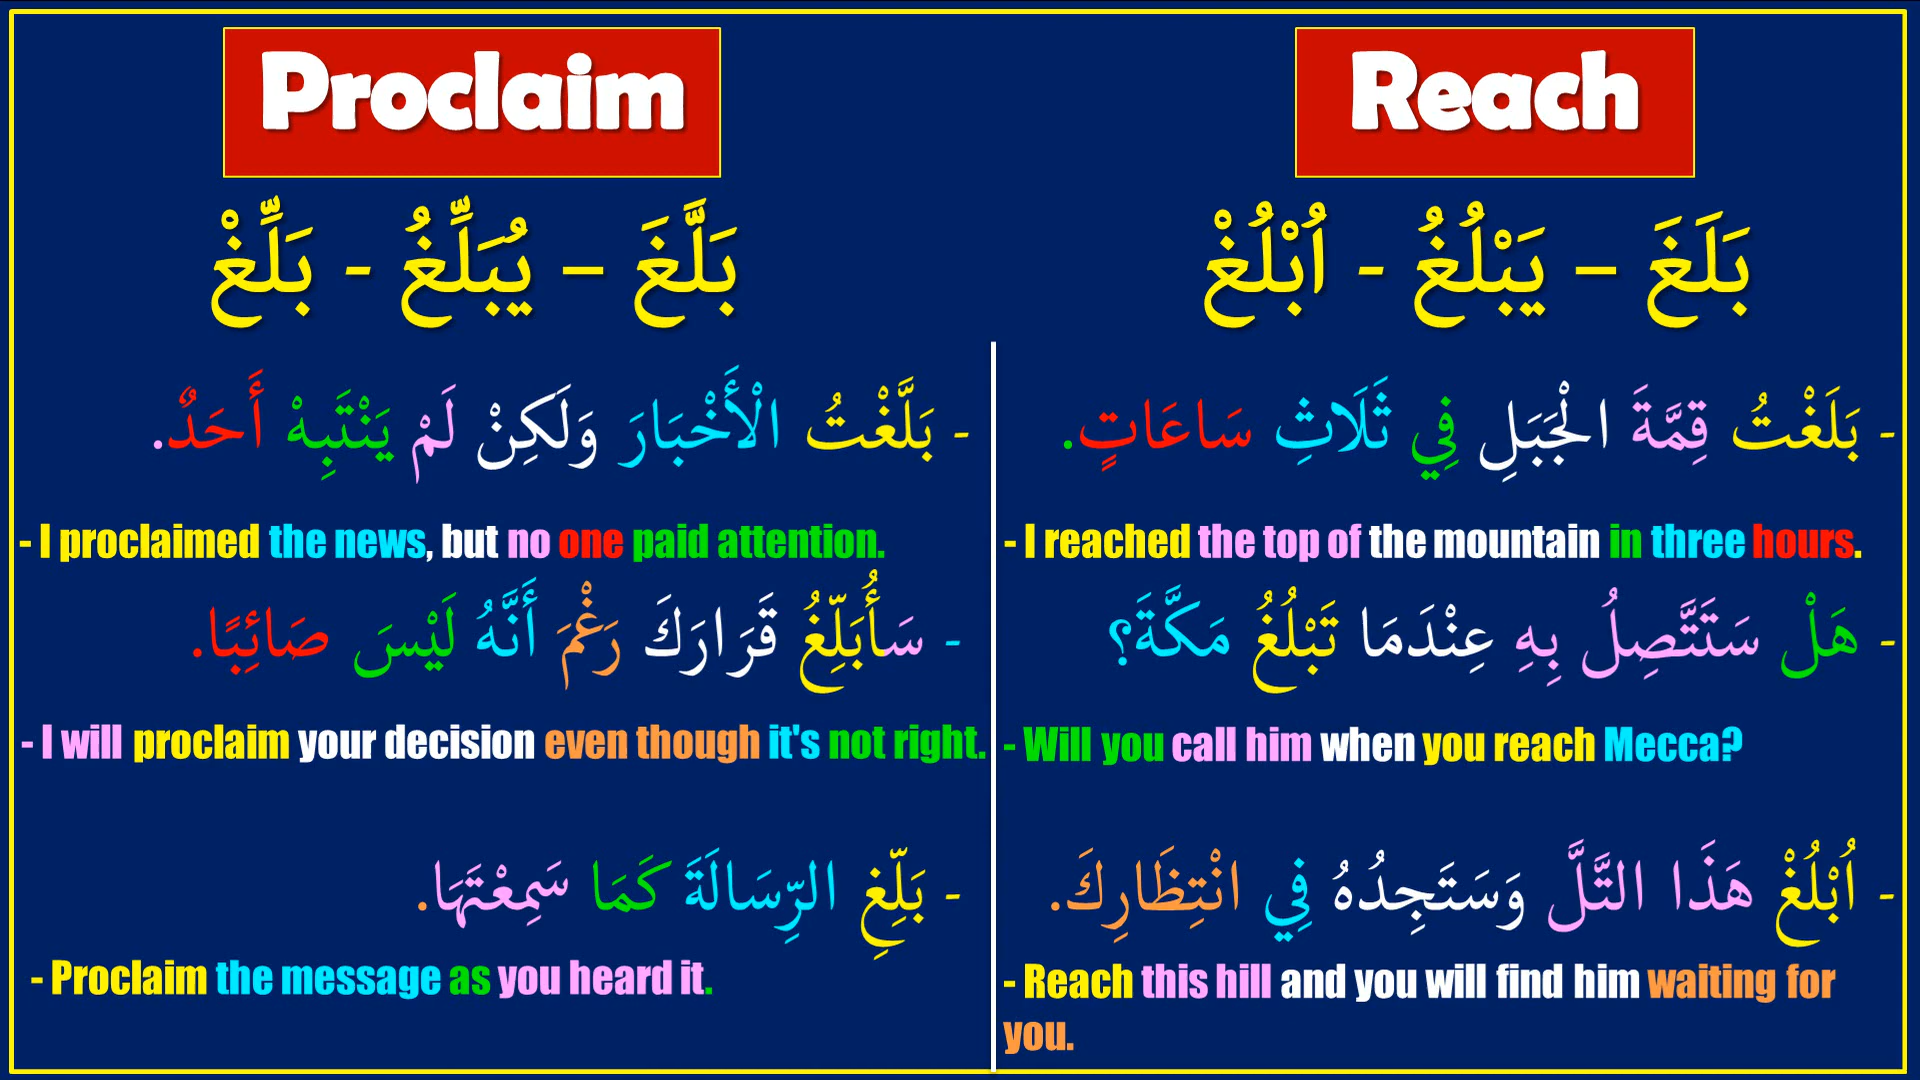 Proclaim
بَلَّغَ – يُبَلِّغُ - بَلِّغْ
- بَلَّغْتُ الْأَخْبَارَ وَلَكِنْ لَمْ يَنْتَبِهْ أَحَدٌ.
- I proclaimed the news, but no one paid attention.
- سَأُبَلِّغُ قَرَارَكَ رَغْمَ أَنَّهُ لَيْسَ صَائِبًا.
- I will proclaim your decision even though it's not right.
- بَلِّغِ الرِّسَالَةَ كَمَا سَمِعْتَهَا.
- Proclaim the message as you heard it.
Reach
بَلَغَ – يَبْلُغُ - اُبْلُغْ
- بَلَغْتُ قِمَّةَ الْجَبَلِ فِي ثَلَاثِ سَاعَاتٍ.
- I reached the top of the mountain in three hours.
- هَلْ سَتَتَّصِلُ بِهِ عِنْدَمَا تَبْلُغُ مَكَّةَ؟
- Will you call him when you reach Mecca?
- اُبْلُغْ هَذَا التَّلَّ وَسَتَجِدُهُ فِي انْتِظَارِكَ.
- Reach this hill and you will find him waiting for
you.